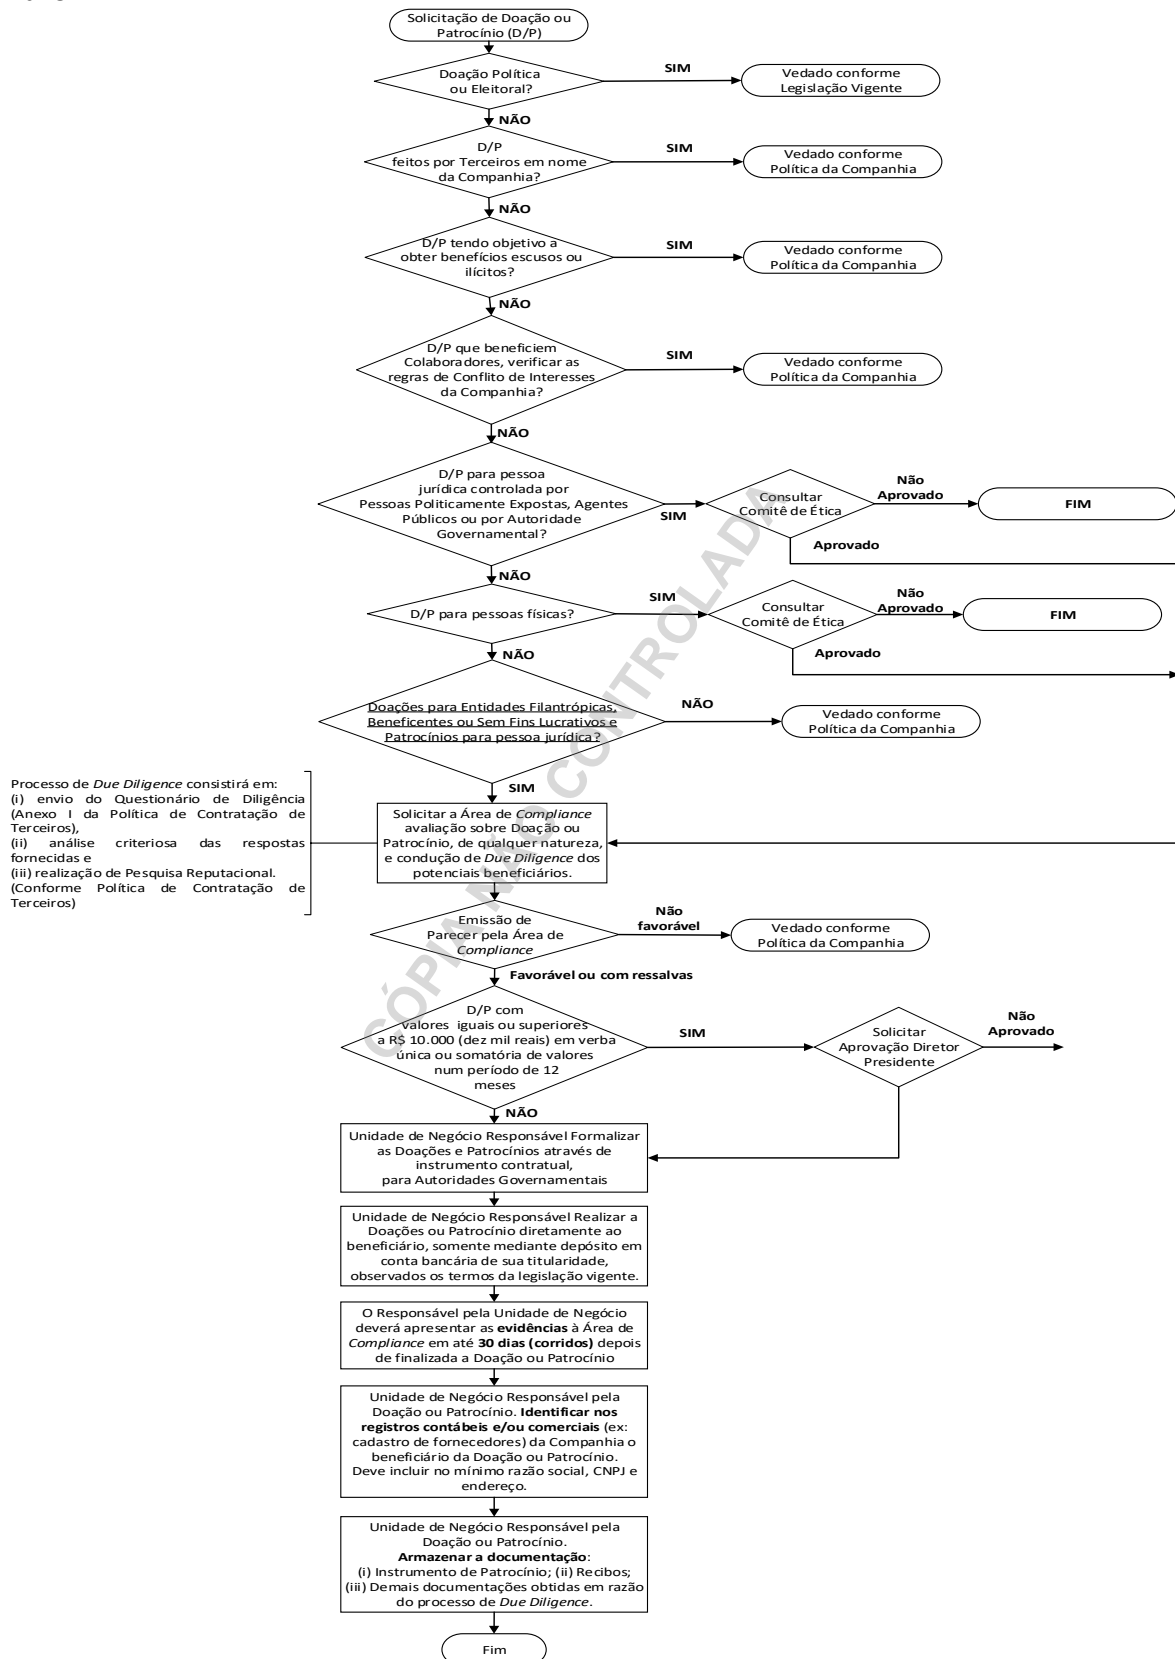 Solicitação de Doação ou
Patrocínio (D/P)
Doação Política
ou Eleitoral?
SIM
Vedado conforme
Legislação Vigente
NÃO
D/P
feitos por Terceiros em nome
da Companhia?
SIM
Vedado conforme
Política da Companhia
NÃO
D/P tendo objetivo a
obter benefícios escusos ou
ilícitos?
SIM
Vedado conforme
Política da Companhia
NÃO
D/P que beneficiem
Colaboradores, verificar as
regras de Conflito de Interesses
da Companhia?
SIM
Vedado conforme
Política da Companhia
NÃO
D/P para pessoa
jurídica controlada por
Pessoas Politicamente Expostas, Agentes
Públicos ou por Autoridade
Governamental?
SIM
Consultar
Comitê de Ética
Não
Aprovado
FIM
Aprovado
NÃO
D/P para pessoas físicas?
SIM
Consultar
Comitê de Ética
Não
Aprovado
FIM
Aprovado
NÃO
Doações para Entidades Filantrópicas,
Beneficentes ou Sem Fins Lucrativos e
Patrocínios para pessoa jurídica?
NÃO
Vedado conforme
Política da Companhia
SIM
Processo de Due Diligence consistirá em:
(i) envio do Questionário de Diligência
(Anexo I da Política de Contratação de
Terceiros),
(ii) análise criteriosa das respostas
fornecidas e
(iii) realização de Pesquisa Reputacional.
(Conforme Política de Contratação de
Terceiros)
Solicitar a Área de Compliance
avaliação sobre Doação ou
Patrocínio, de qualquer natureza,
e condução de Due Diligence dos
potenciais beneficiários.
Emissão de
Parecer pela Área de
Compliance
Não
favorável
Vedado conforme
Política da Companhia
Favorável ou com ressalvas
D/P com
valores iguais ou superiores
a R$ 10.000 (dez mil reais) em verba
única ou somatória de valores
num período de 12
meses
SIM
Solicitar
Aprovação Diretor
Presidente
Não
Aprovado
NÃO
Unidade de Negócio Responsável Formalizar
as Doações e Patrocínios através de
instrumento contratual,
para Autoridades Governamentais
Unidade de Negócio Responsável Realizar a
Doações ou Patrocínio diretamente ao
beneficiário, somente mediante depósito em
conta bancária de sua titularidade,
observados os termos da legislação vigente.
O Responsável pela Unidade de Negócio
deverá apresentar as evidências à Área de
Compliance em até 30 dias (corridos) depois
de finalizada a Doação ou Patrocínio
Unidade de Negócio Responsável pela
Doação ou Patrocínio. Identificar nos
registros contábeis e/ou comerciais (ex:
cadastro de fornecedores) da Companhia o
beneficiário da Doação ou Patrocínio.
Deve incluir no mínimo razão social, CNPJ e
endereço.
Unidade de Negócio Responsável pela
Doação ou Patrocínio.
Armazenar a documentação:
(i) Instrumento de Patrocínio; (ii) Recibos;
(iii) Demais documentações obtidas em razão
do processo de Due Diligence.
Fim
CÓPIA NÃO CONTROLADA